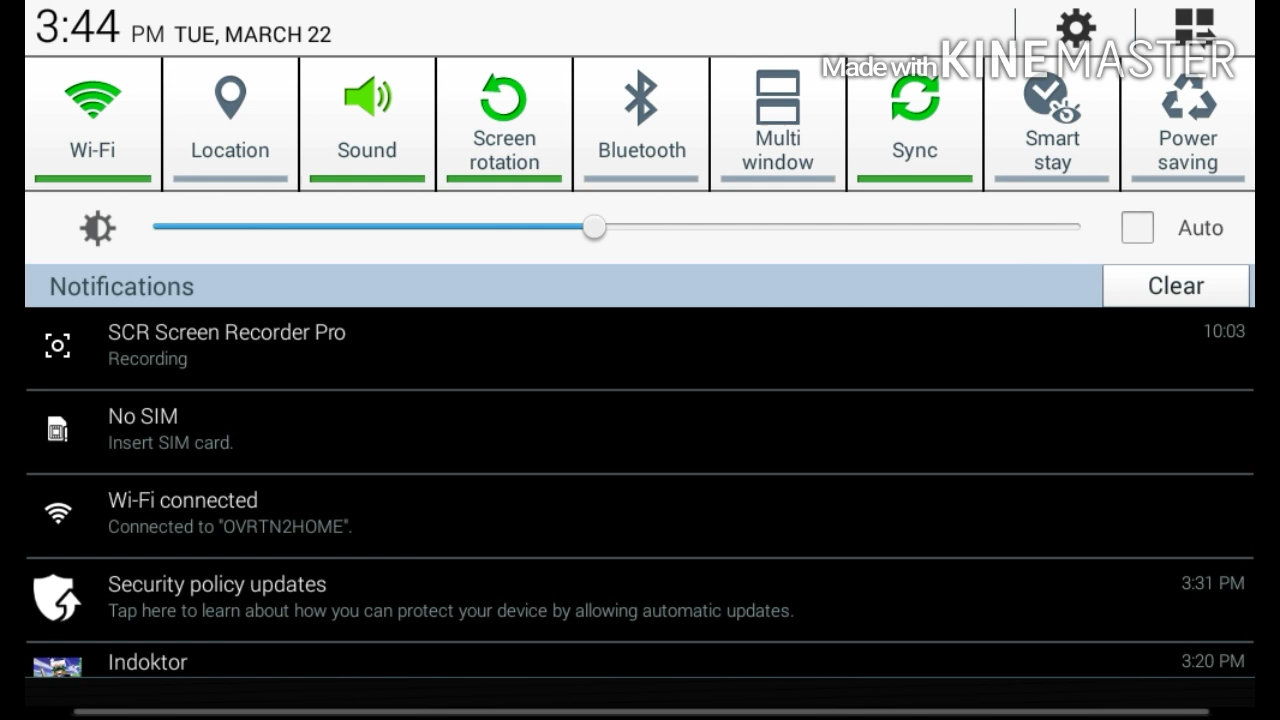 3:44 PM TUE, MARCH 22
Made with KINEMASTER
Wi-Fi
Location
Sound
Screen
rotation
Bluetooth
Multi
window
Sync
Smart
stay
Power
saving
Auto
Notifications
Clear
SCR Screen Recorder Pro
10:03
Recording
No SIM
Insert SIM card.
Wi-Fi connected
Connected to "OVRTN2HOME".
Security policy updates
3:31 PM
Tap here to learn about how you can protect your device by allowing automatic updates.
Indoktor
3:20 PM